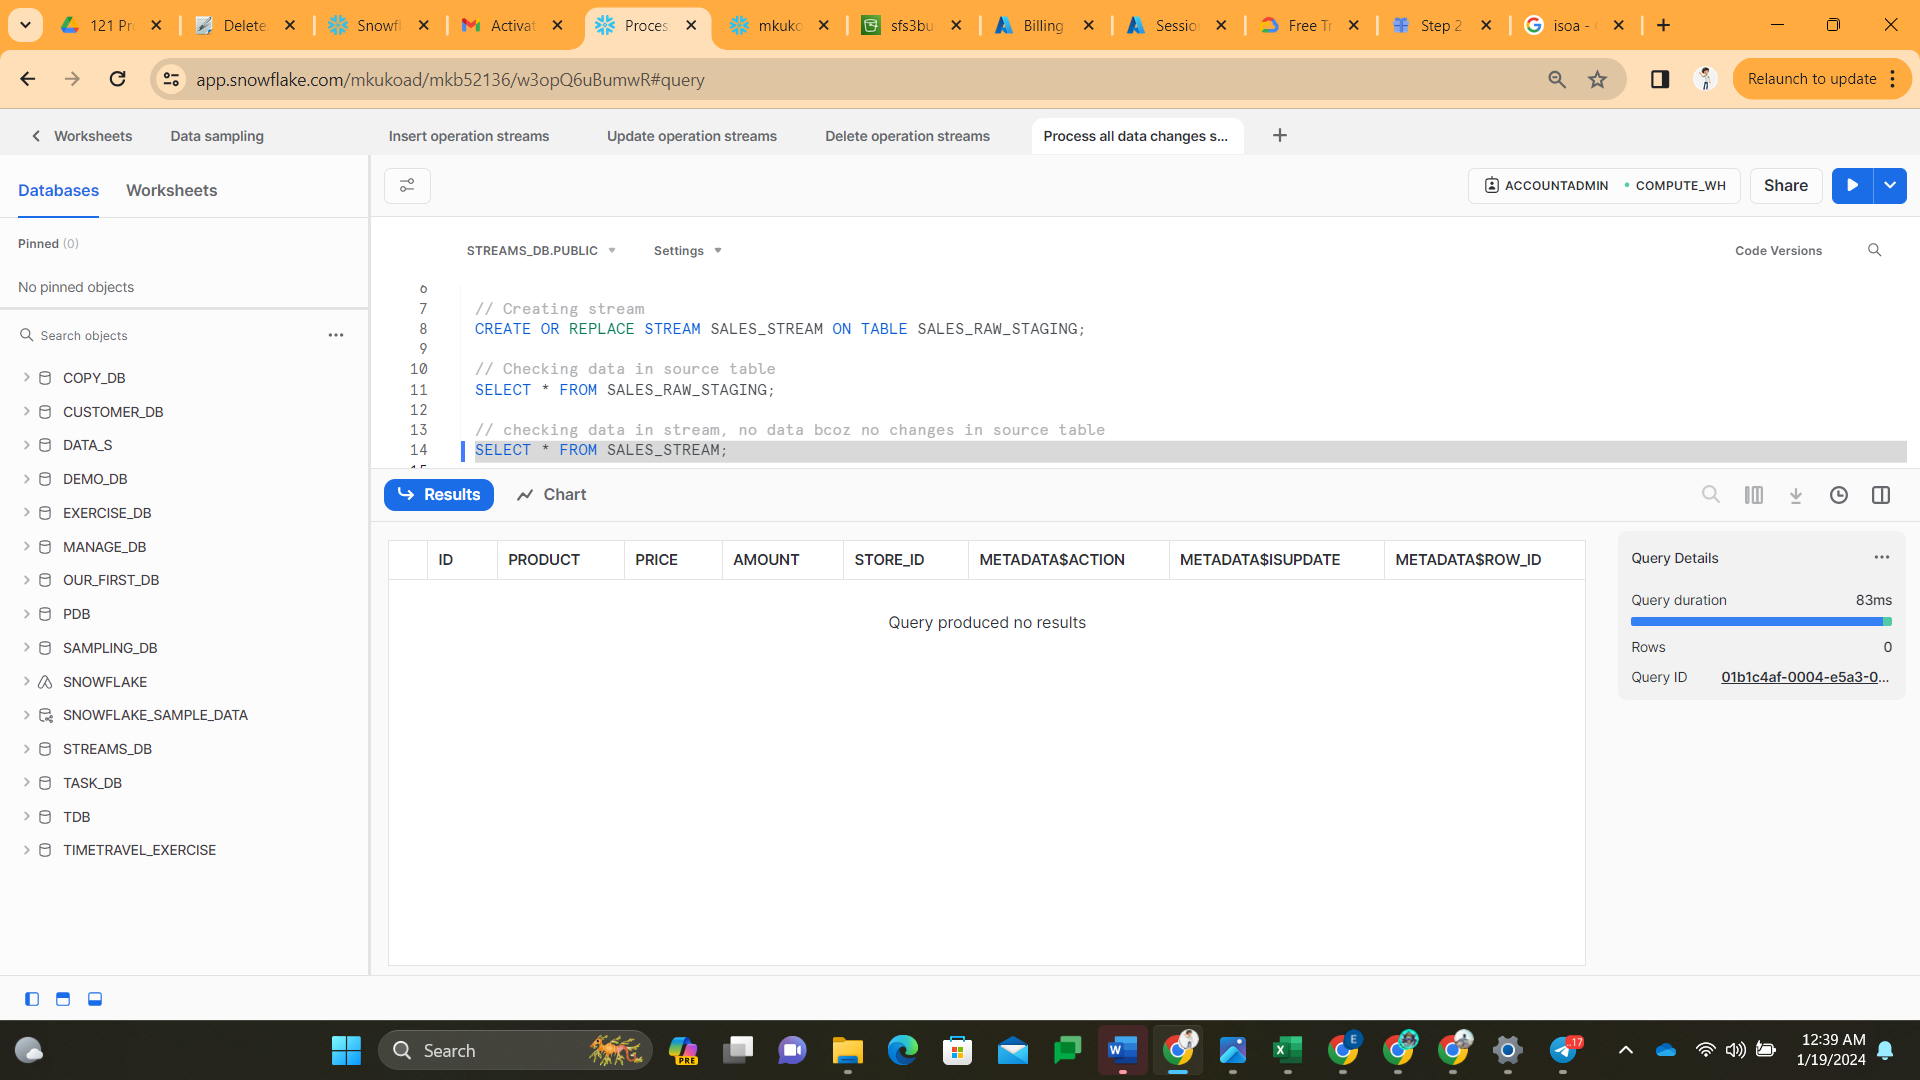 121 Pr
Delete
Snowfl
Activat
Proces
mkuko
sfs3bu
Billing
Sessio
Free Tr
Step 2
isoa -
app.snowflake.com/mkukoad/mkb52136/w3opQ6uBumwR#query
Relaunch to update
Worksheets
Data sampling
Insert operation streams
Update operation streams
Delete operation streams
Process all data changes s...
Databases
Worksheets
ACCOUNTADMIN
COMPUTE_WH
Share
Pinned (0)
No pinned objects
Search objects
COPY_DB
CUSTOMER_DB
DATA_S
DEMO_DB
EXERCISE_DB
MANAGE_DB
OUR_FIRST_DB
PDB
SAMPLING_DB
SNOWFLAKE
SNOWFLAKE_SAMPLE_DATA
STREAMS_DB
TASK_DB
TDB
TIMETRAVEL_EXERCISE
STREAMS_DB.PUBLIC
Settings
Code Versions
6
7 // Creating stream
8 CREATE OR REPLACE STREAM SALES_STREAM ON TABLE SALES_RAW_STAGING;
9
10 // Checking data in source table
11 SELECT * FROM SALES_RAW_STAGING;
12
13 // checking data in stream, no data bcoz no changes in source table
14 SELECT * FROM SALES_STREAM;
Results
Chart
ID PRODUCT PRICE AMOUNT STORE_ID METADATA$ACTION METADATA$ISUPDATE METADATA$ROW_ID
Query produced no results
Query Details
Query duration 83ms
Rows 0
Query ID 01b1c4af-0004-e5a3-0...
Search
PRE
E
17
12:39 AM
1/19/2024